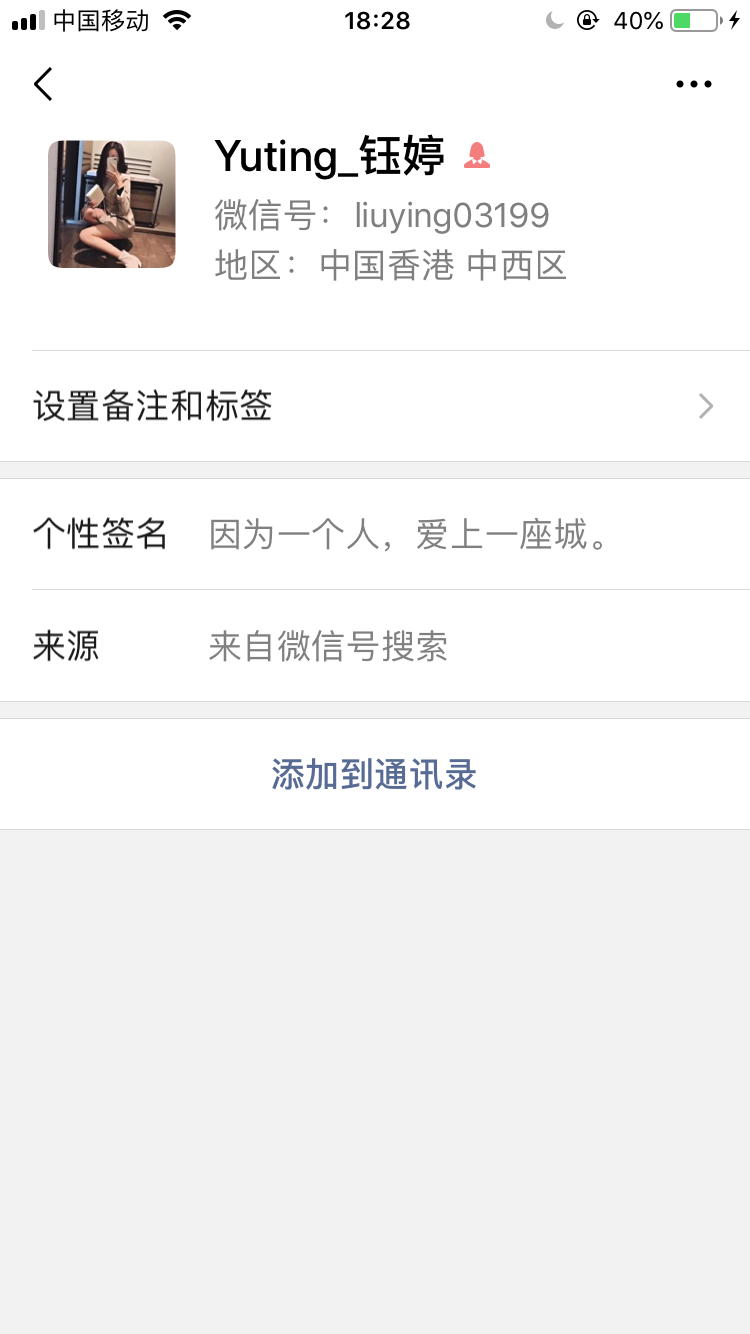 中国移动 18:28 40%
Yuting_钰婷
微信号：liuying03199
地区：中国香港 中西区
设置备注和标签
个性签名 因为一个人，爱上一座城。
来源 来自微信号搜索
添加到通讯录